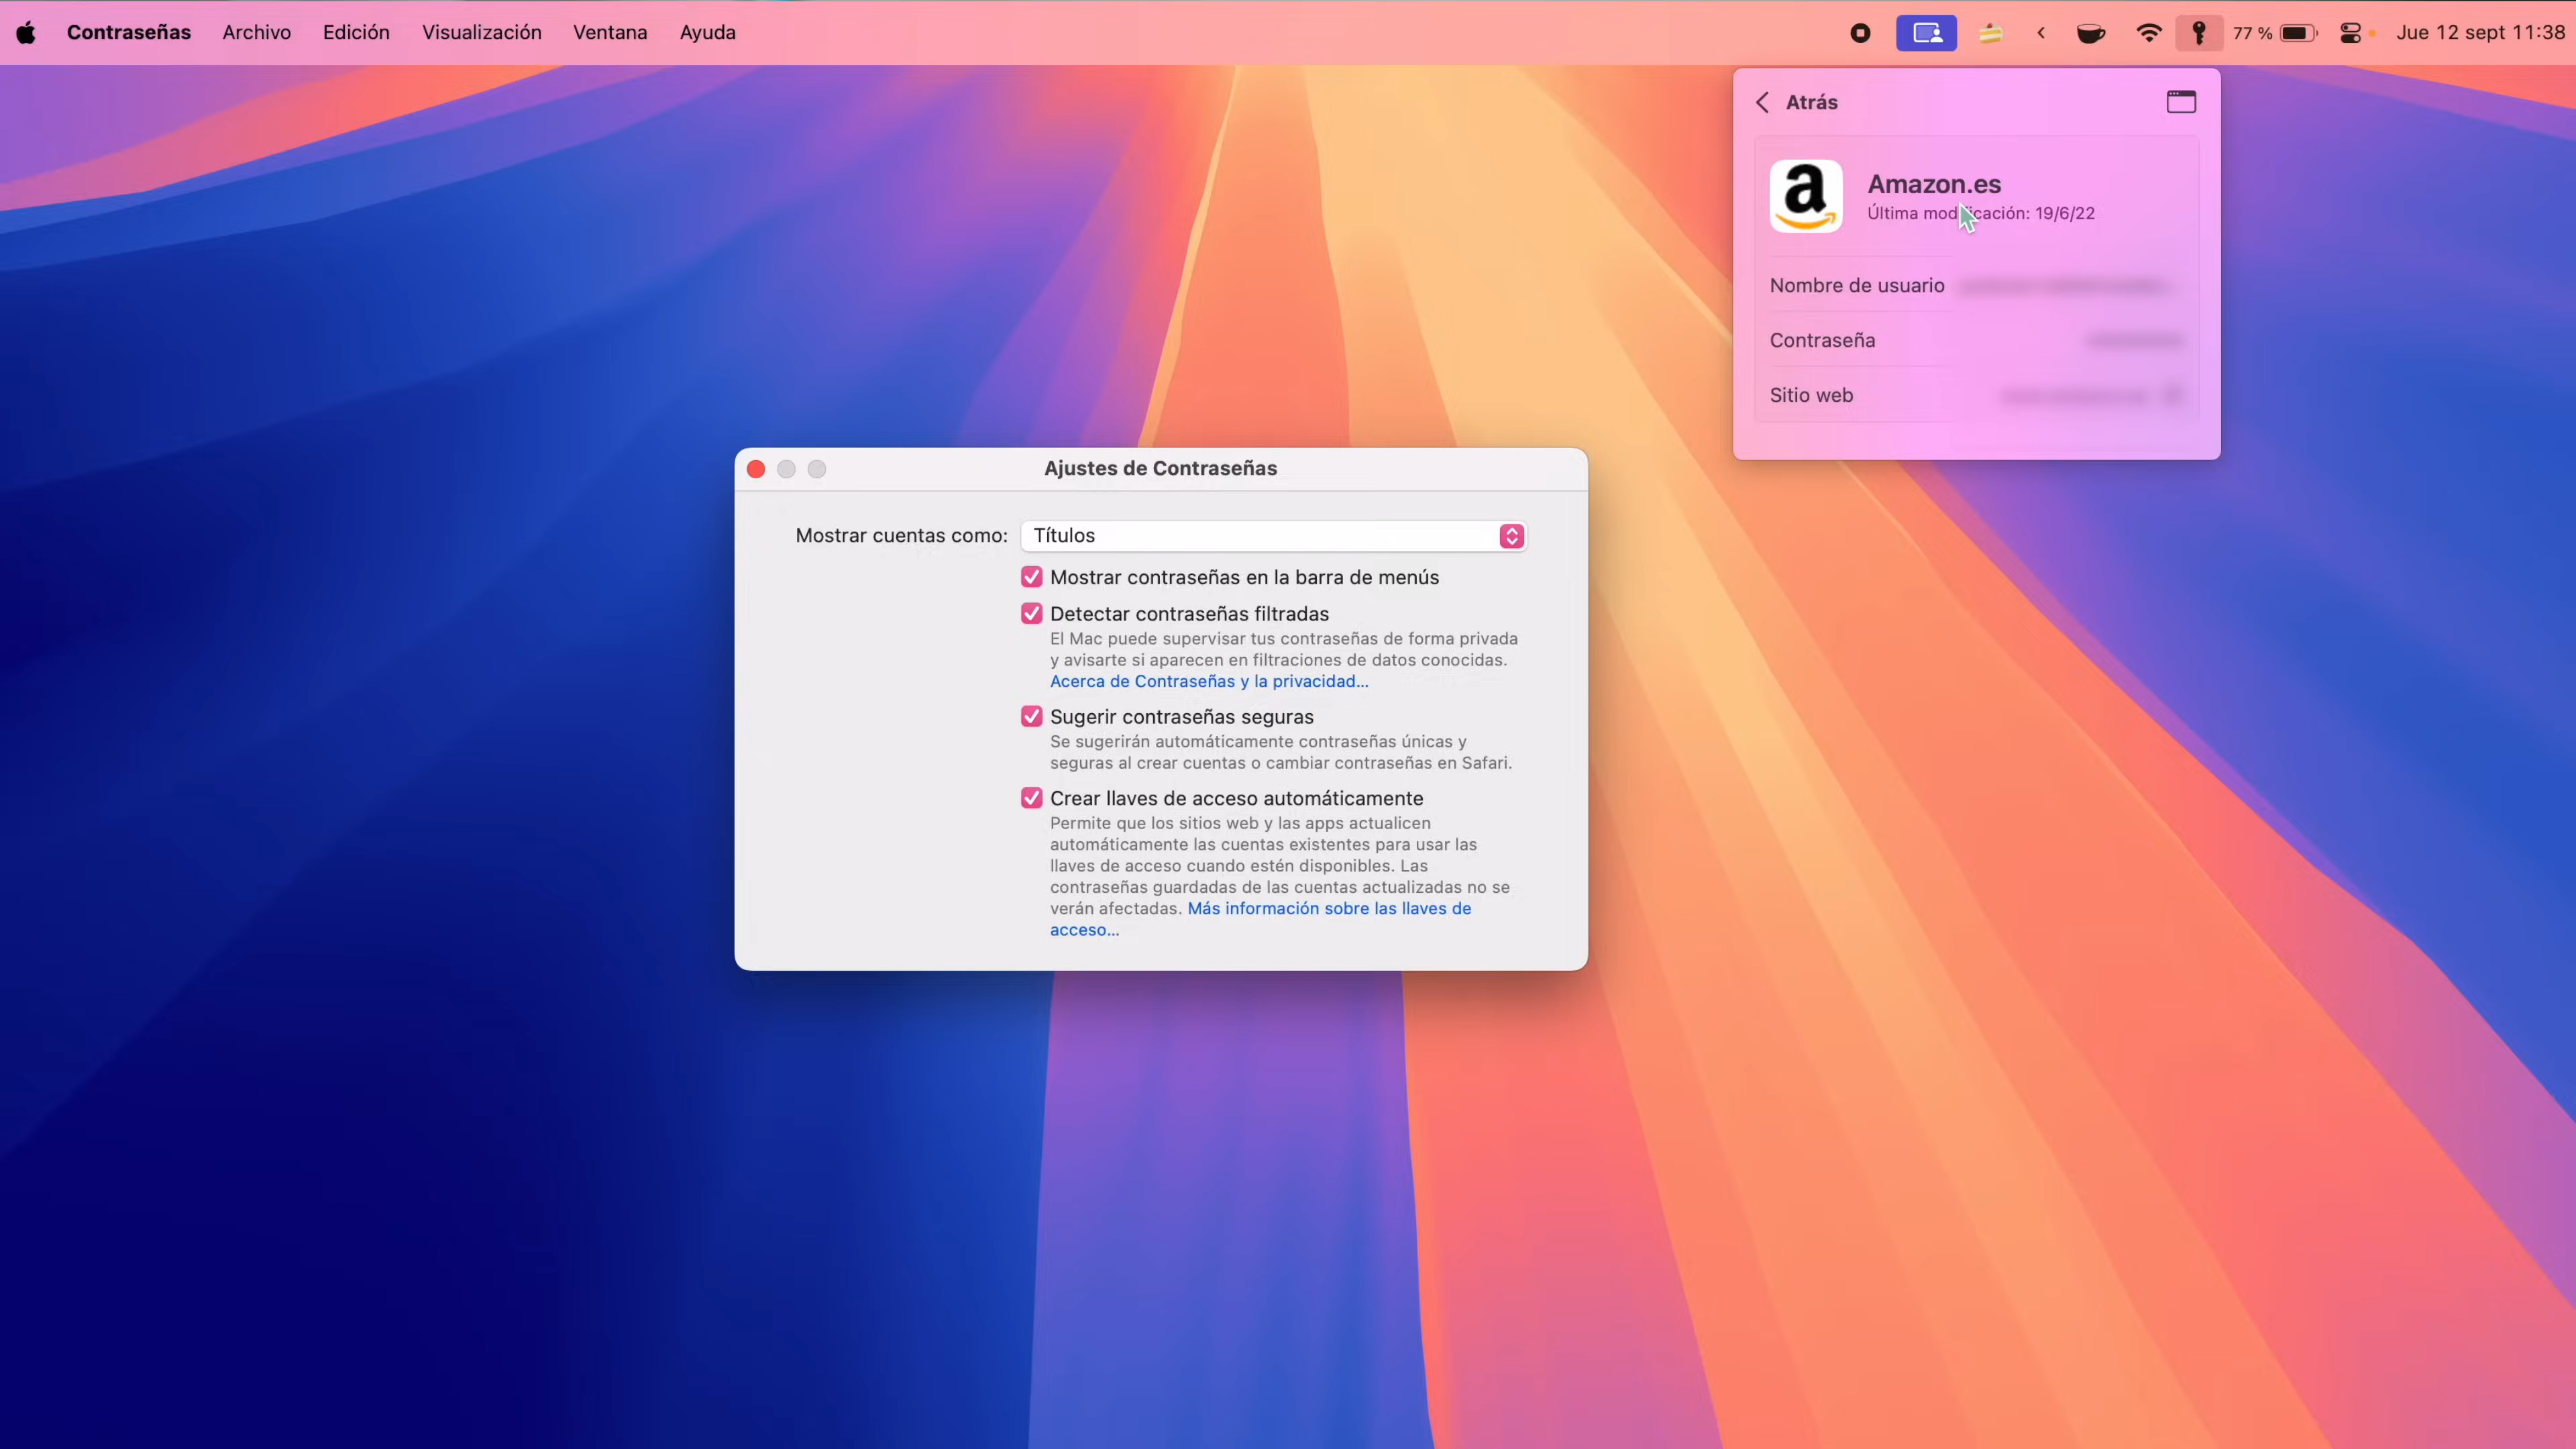 Contraseñas Archivo Edición Visualización Ventana Ayuda 77 % Jue 12 sept 11:38
Atrás
Amazon.es
Última modificación: 19/6/22
Nombre de usuario
Contraseña
Sitio web
Ajustes de Contraseñas
Mostrar cuentas como: Títulos
Mostrar contraseñas en la barra de menús
Detectar contraseñas filtradas
El Mac puede supervisar tus contraseñas de forma privada
y avisarte si aparecen en filtraciones de datos conocidas.
Acerca de Contraseñas y la privacidad...
Sugerir contraseñas seguras
Se sugerirán automáticamente contraseñas únicas y
seguras al crear cuentas o cambiar contraseñas en Safari.
Crear llaves de acceso automáticamente
Permite que los sitios web y las apps actualicen
automáticamente las cuentas existentes para usar las
llaves de acceso cuando estén disponibles. Las
contraseñas guardadas de las cuentas actualizadas no se
verán afectadas. Más información sobre las llaves de
acceso...